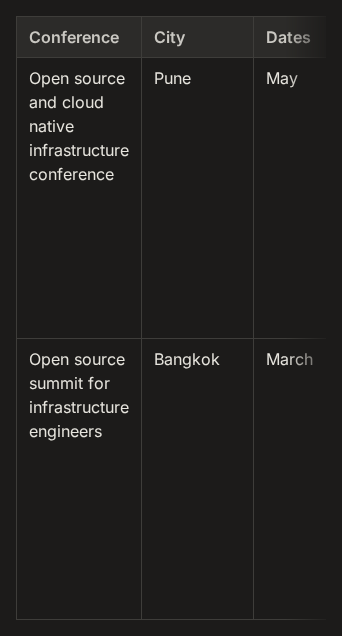 Conference City Dates
Open source Pune May
and cloud
native
infrastructure
conference
Open source Bangkok March
summit for
infrastructure
engineers